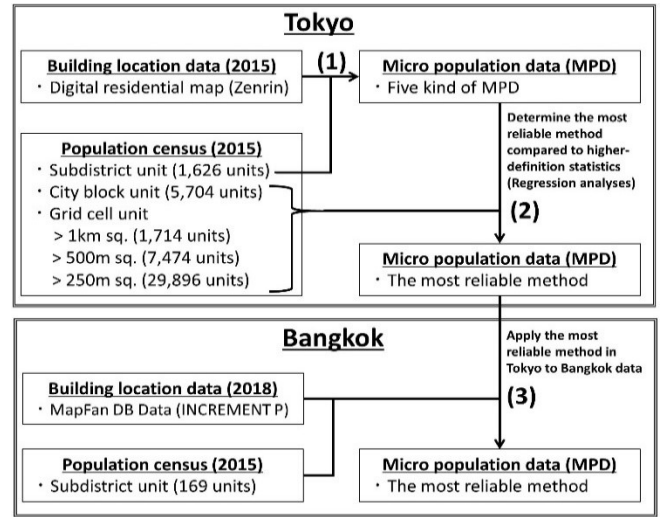 Tokyo
Building location data (2015)
・Digital residential map (Zenrin)
(1)
Micro population data (MPD)
・Five kind of MPD
Population census (2015)
・Subdistrict unit (1,626 units)
・City block unit (5,704 units)
・Grid cell unit
> 1km sq. (1,714 units)
> 500m sq. (7,474 units)
> 250m sq. (29,896 units)
Determine the most
reliable method
compared to higher-
definition statistics
(Regression analyses)
(2)
Micro population data (MPD)
・The most reliable method
Bangkok
Apply the most
reliable method in
Tokyo to Bangkok data
(3)
Building location data (2018)
・MapFan DB Data (INCREMENT P)
Population census (2015)
・Subdistrict unit (169 units)
Micro population data (MPD)
・The most reliable method